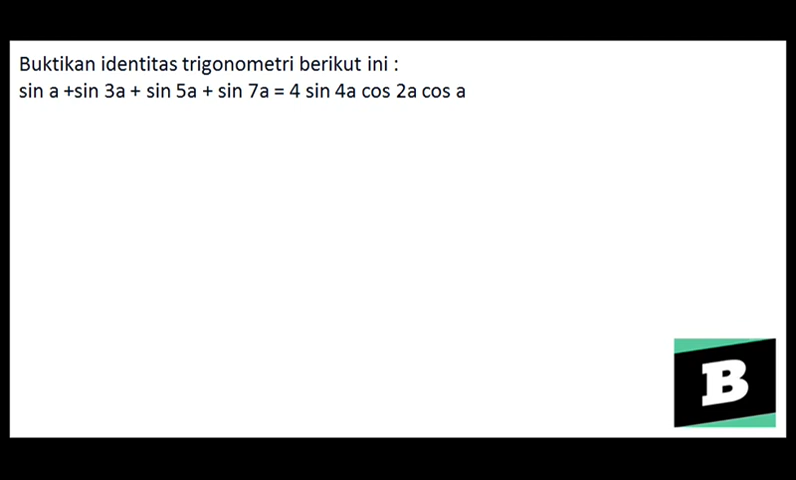 Buktikan identitas trigonometri berikut ini :
sin a +sin 3a + sin 5a + sin 7a = 4 sin 4a cos 2a cos a
B